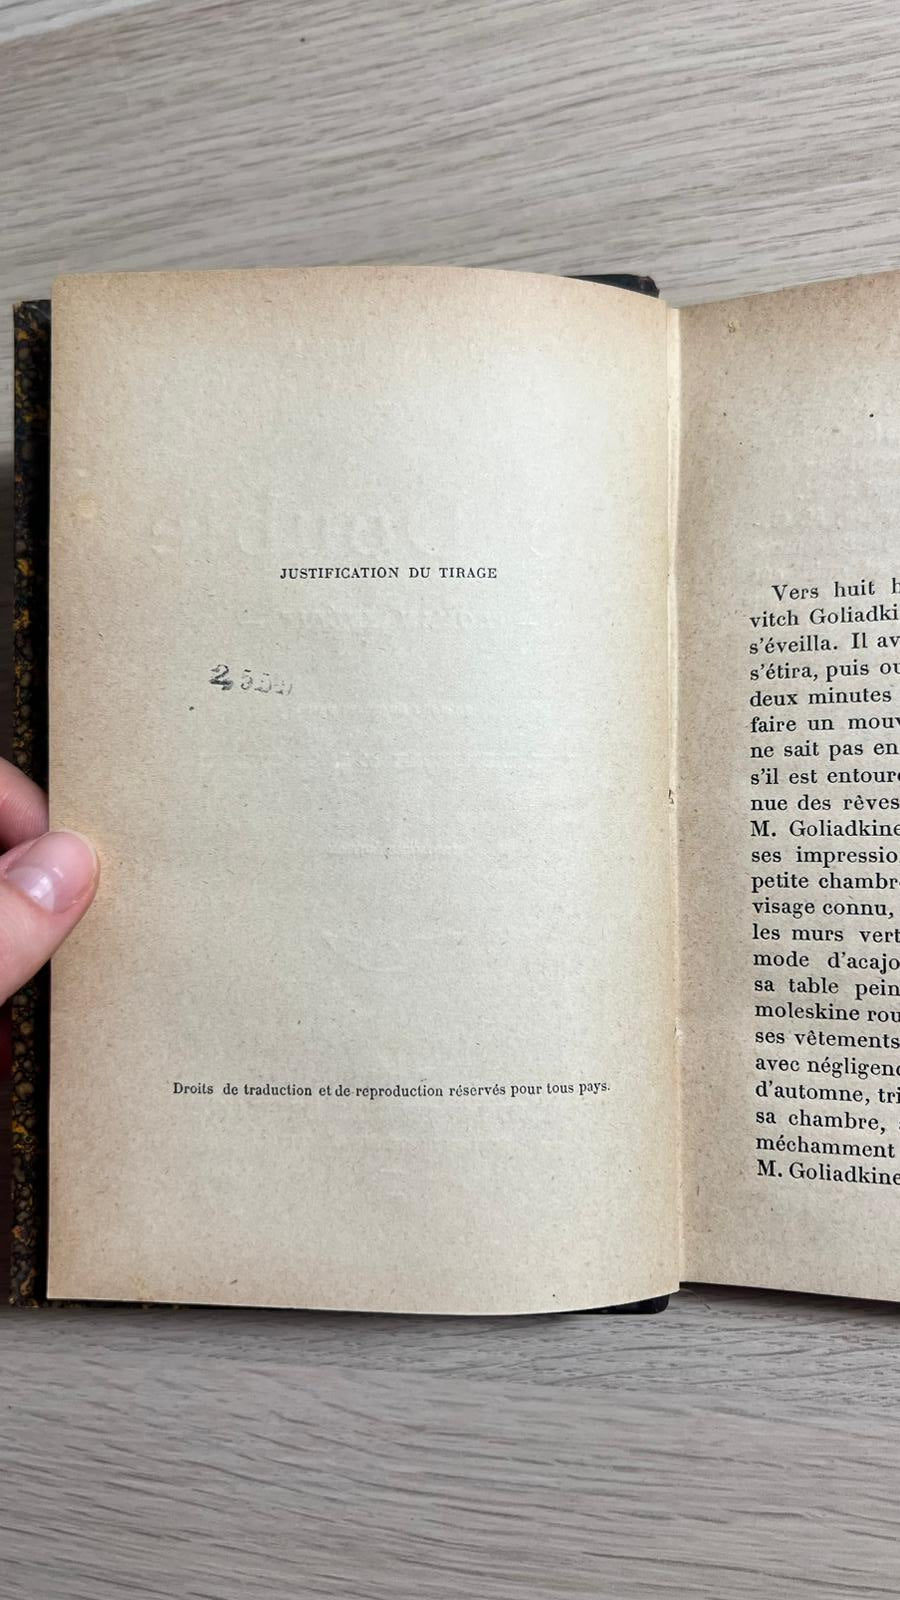 JUSTIFICATION DU TIRAGE
Droits de traduction et de reproduction réservés pour tous pays.
Vers huit h
vitch Goliadki
s'éveilla. Il av
s'étira, puis ou
deux minutes
faire un mouv
ne sait pas en
s'il est entouré
nue des rêves
M. Goliadkine
ses impressio
petite chambr
visage connu,
les murs vert
mode d'acajo
sa table pein
moleskine rou
ses vêtements
avec négligenc
d'automne, tri
sa chambre,
méchamment
M. Goliadkine